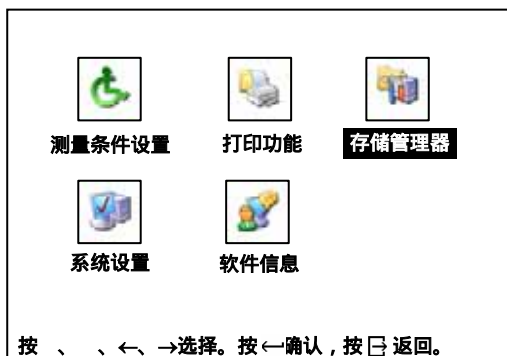 测量条件设置 打印功能 存储管理器
系统设置 软件信息
按 、 、←、→选择。按←确认，按返回。